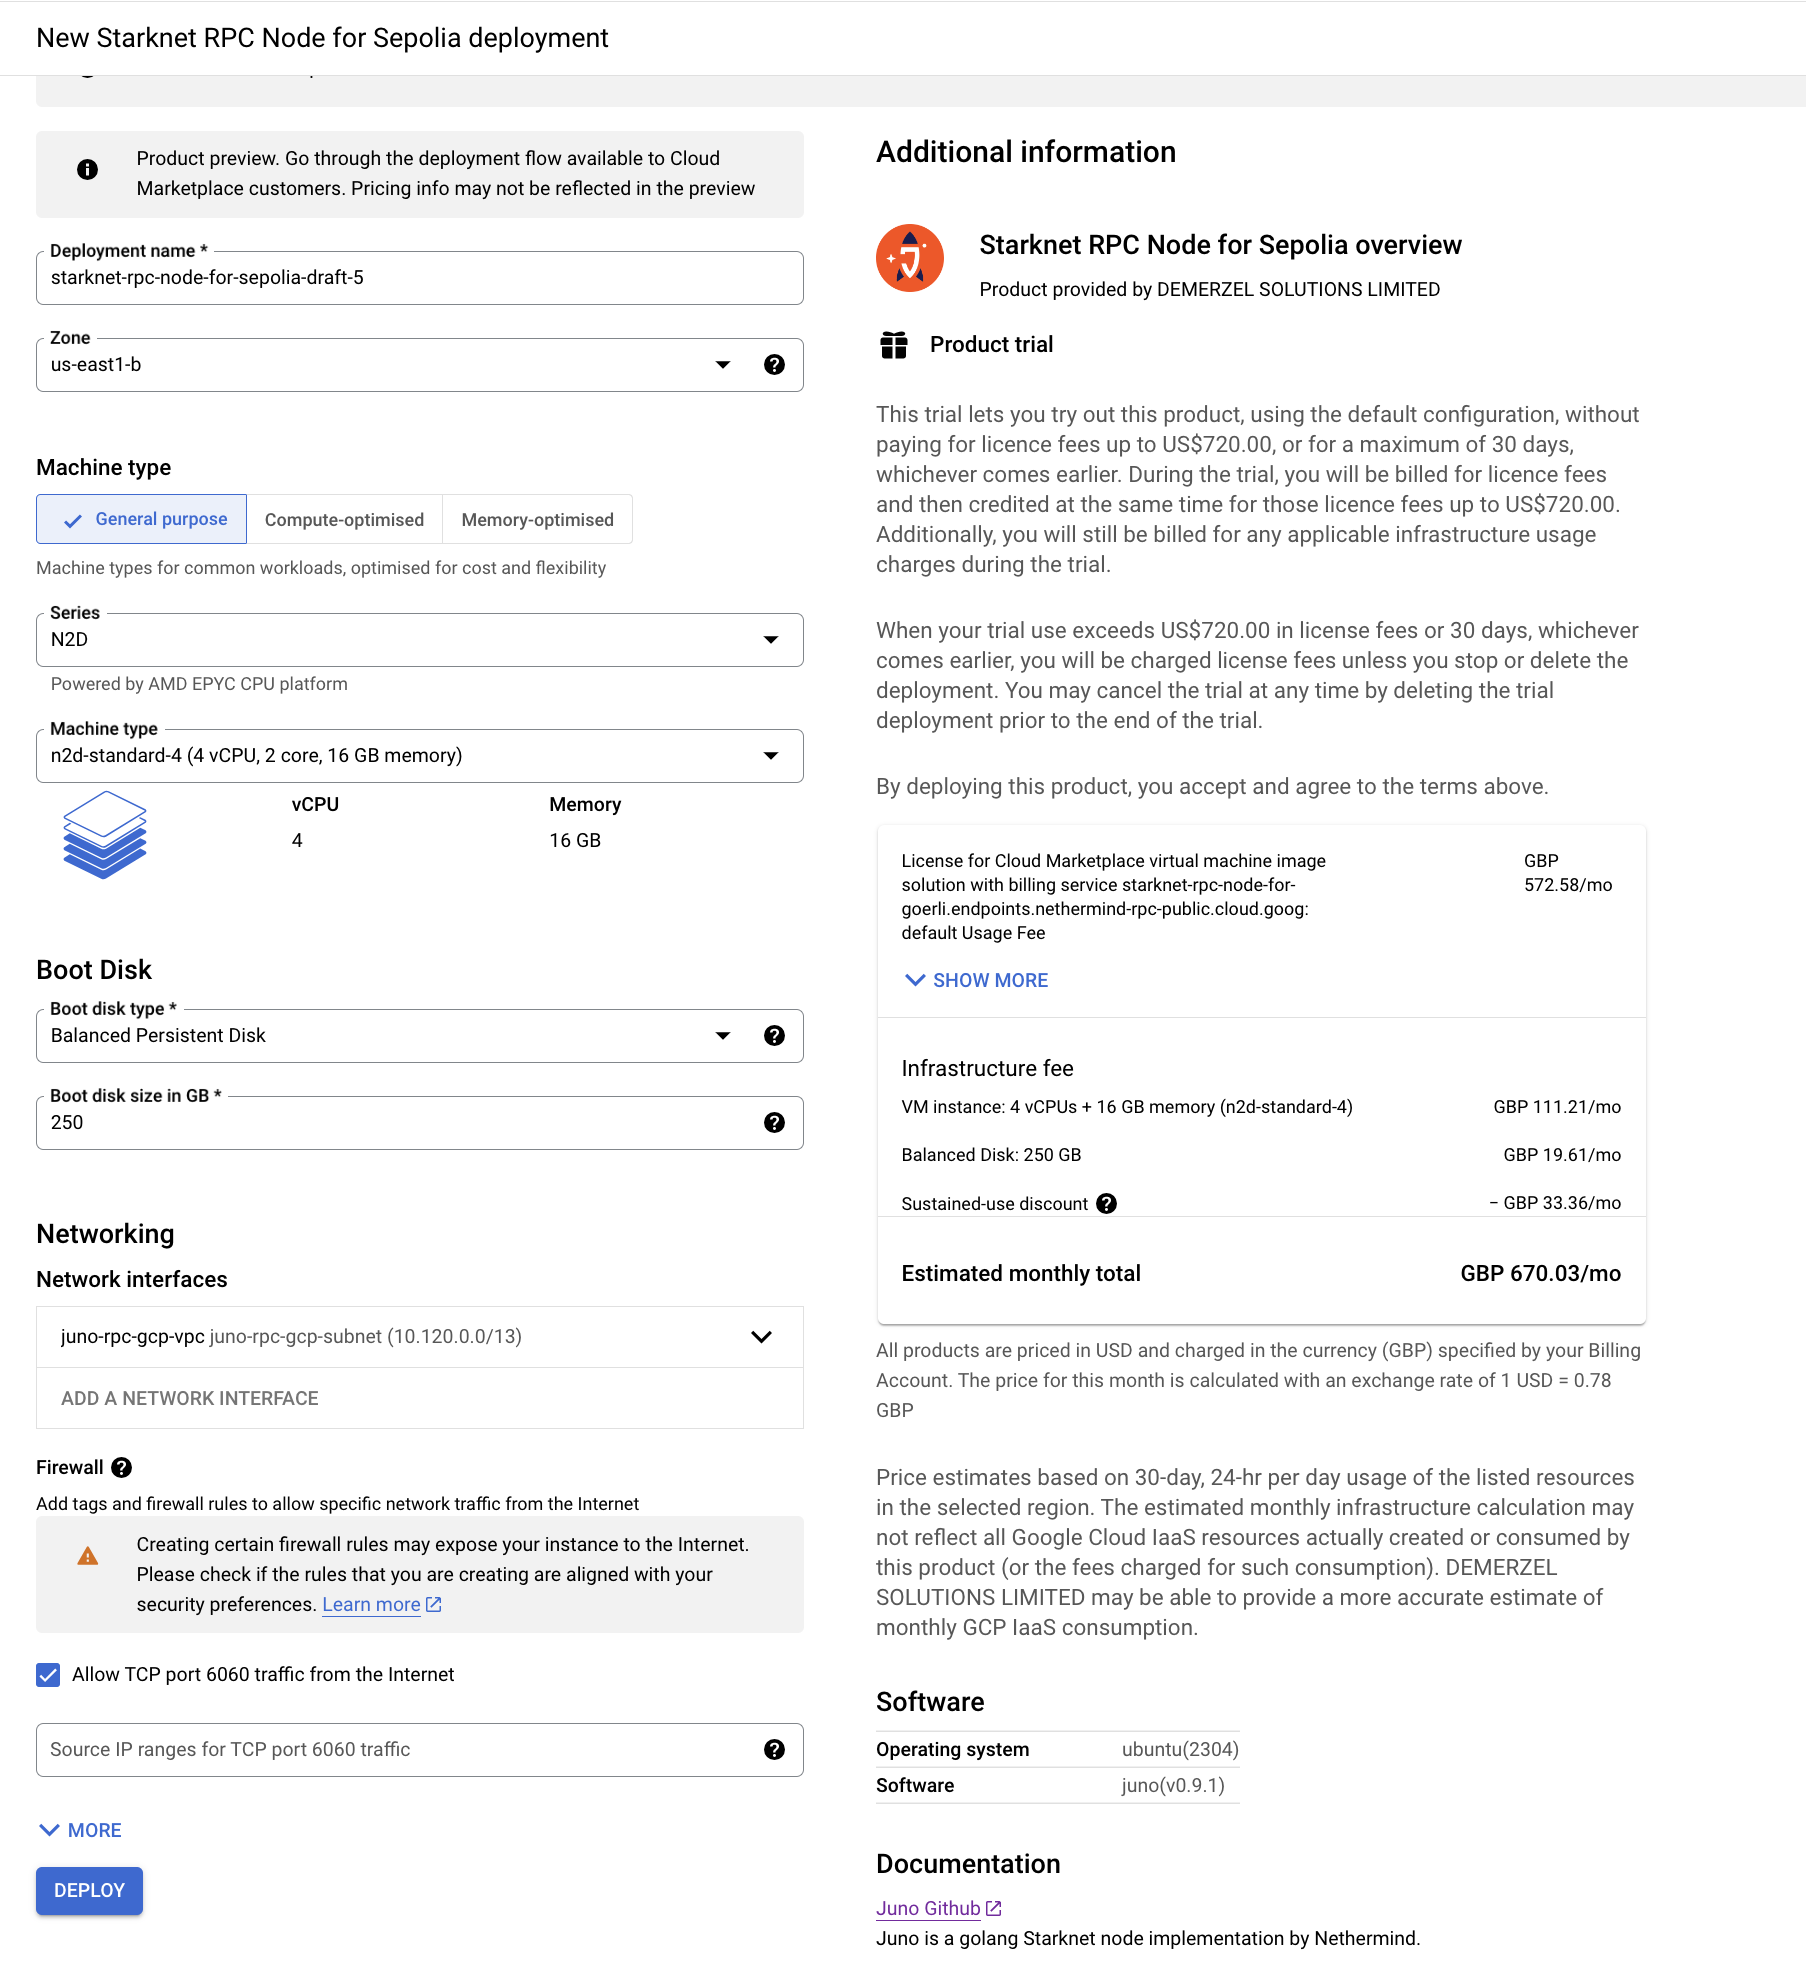 New Starknet RPC Node for Sepolia deployment
Product preview. Go through the deployment flow available to Cloud
Marketplace customers. Pricing info may not be reflected in the preview
Deployment name *
starknet-rpc-node-for-sepolia-draft-5
Zone
us-east1-b
Machine type
General purpose
Compute-optimised
Memory-optimised
Machine types for common workloads, optimised for cost and flexibility
Series
N2D
Powered by AMD EPYC CPU platform
Machine type
n2d-standard-4 (4 vCPU, 2 core, 16 GB memory)
vCPU
Memory
4
16 GB
Boot Disk
Boot disk type *
Balanced Persistent Disk
Boot disk size in GB *
250
Networking
Network interfaces
juno-rpc-gcp-vpc juno-rpc-gcp-subnet (10.120.0.0/13)
ADD A NETWORK INTERFACE
Firewall
Add tags and firewall rules to allow specific network traffic from the Internet
Creating certain firewall rules may expose your instance to the Internet.
Please check if the rules that you are creating are aligned with your
security preferences. Learn more
Allow TCP port 6060 traffic from the Internet
Source IP ranges for TCP port 6060 traffic
MORE
DEPLOY
Additional information
Starknet RPC Node for Sepolia overview
Product provided by DEMERZEL SOLUTIONS LIMITED
Product trial
This trial lets you try out this product, using the default configuration, without
paying for licence fees up to US$720.00, or for a maximum of 30 days,
whichever comes earlier. During the trial, you will be billed for licence fees
and then credited at the same time for those licence fees up to US$720.00.
Additionally, you will still be billed for any applicable infrastructure usage
charges during the trial.
When your trial use exceeds US$720.00 in license fees or 30 days, whichever
comes earlier, you will be charged license fees unless you stop or delete the
deployment. You may cancel the trial at any time by deleting the trial
deployment prior to the end of the trial.
By deploying this product, you accept and agree to the terms above.
License for Cloud Marketplace virtual machine image
solution with billing service starknet-rpc-node-for-
goerli.endpoints.nethermind-rpc-public.cloud.goog:
default Usage Fee
GBP
572.58/mo
SHOW MORE
Infrastructure fee
VM instance: 4 vCPUs + 16 GB memory (n2d-standard-4)
GBP 111.21/mo
Balanced Disk: 250 GB
GBP 19.61/mo
Sustained-use discount
− GBP 33.36/mo
Estimated monthly total
GBP 670.03/mo
All products are priced in USD and charged in the currency (GBP) specified by your Billing
Account. The price for this month is calculated with an exchange rate of 1 USD = 0.78
GBP
Price estimates based on 30-day, 24-hr per day usage of the listed resources
in the selected region. The estimated monthly infrastructure calculation may
not reflect all Google Cloud IaaS resources actually created or consumed by
this product (or the fees charged for such consumption). DEMERZEL
SOLUTIONS LIMITED may be able to provide a more accurate estimate of
monthly GCP IaaS consumption.
Software
Operating system
ubuntu(2304)
Software
juno(v0.9.1)
Documentation
Juno Github
Juno is a golang Starknet node implementation by Nethermind.